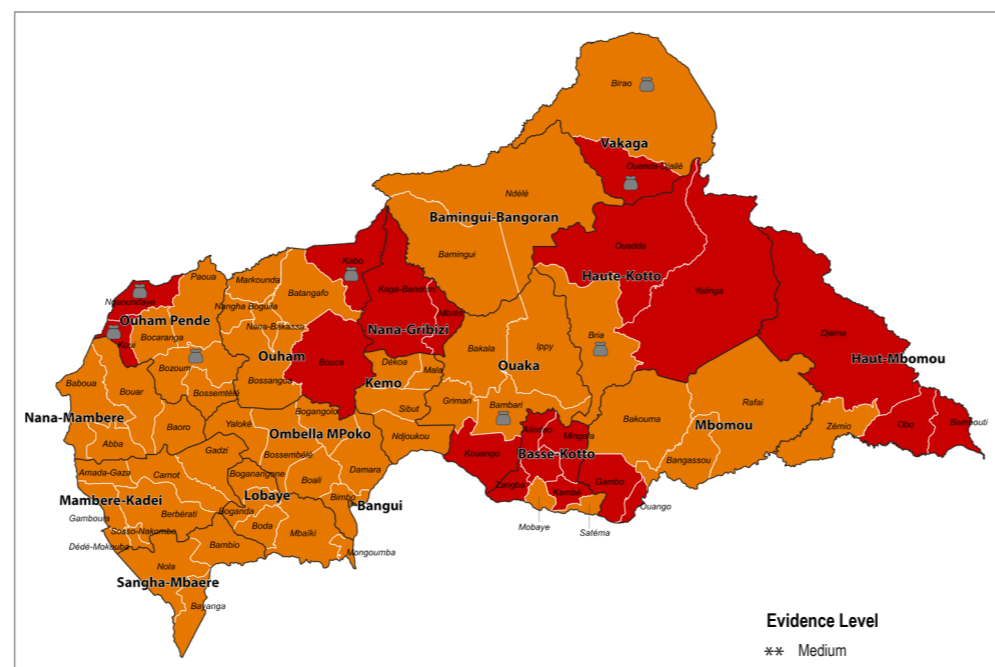 Birao
Vakaga
Ouanda-Djallé
Ndélé
Bamingui-Bangoran
Bamingui
Ouadda
Haute-Kotto
Yalinga
Kabo
Kaga-Bandoro
Mbrès
Nana-Gribizi
Paoua
Markounda
Ngaoundaye
Nangha Boguila
Batangafo
Ouham Pende
Bocaranga
Koui
Nana-Bakassa
Ouham
Bouca
Bozoum
Bossemtélé
Bossangoa
Djéma
Haut-Mbomou
Bria
Ippy
Bakala
Ouaka
Dékoa
Mala
Kemo
Baboua
Bouar
Nana-Mambere
Baoro
Abba
Yaloké
Bogangolo
Sibut
Grimari
Bambari
Ombella MPoko
Ndjoukou
Bakouma
Rafai
Mbomou
Zémio
Obo
Bambouti
Alindao
Mingala
Kouango
Basse-Kotto
Bangassou
Gadzi
Bossembélé
Damara
Amada-Gaza
Carnot
Boganangone
Boali
Zangba
Kembé
Gambo
Mambere-Kadei
Lobaye
Bimbo
Bangui
Ouango
Berbérati
Boganda
Gamboula
Sosso-Nakombo
Boda
Mbaïki
Mobaye
Satéma
Dédé-Mokouba
Bambio
Mongoumba
Nola
Sangha-Mbaere
Bayanga
Evidence Level
** Medium